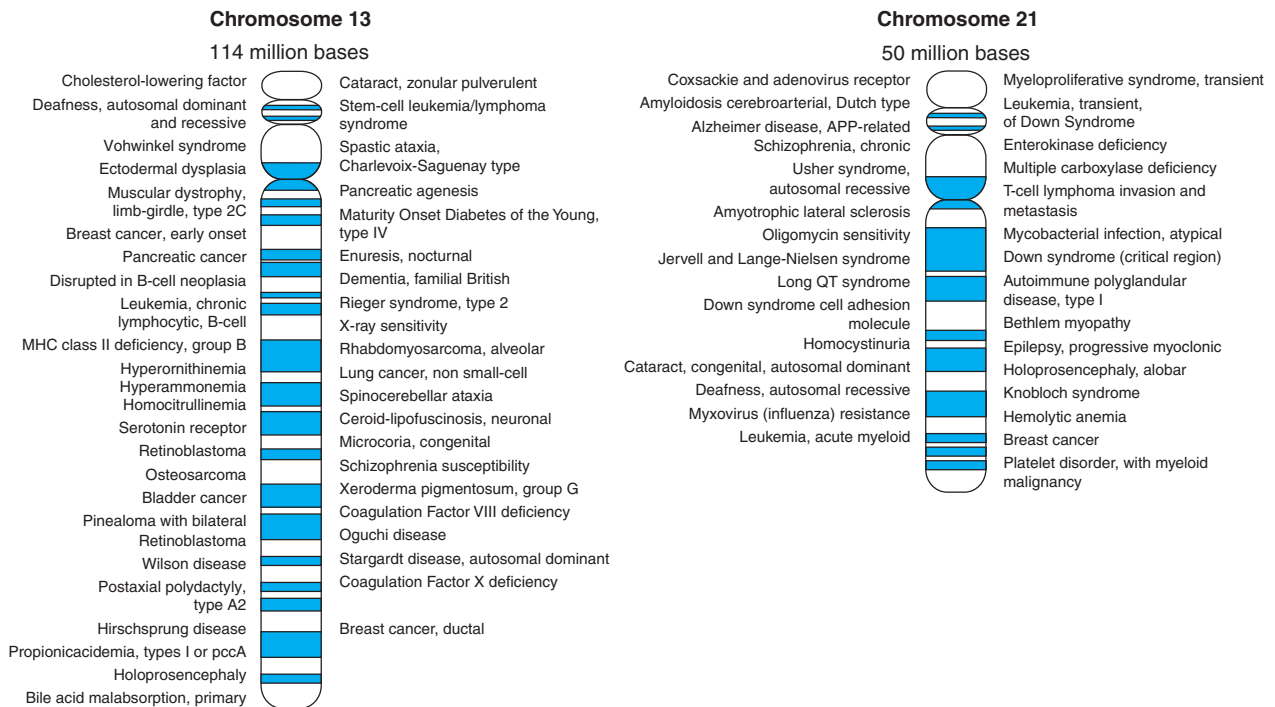 Chromosome 13
114 million bases
Cholesterol-lowering factor
Deafness, autosomal dominant
and recessive
Vohwinkel syndrome
Ectodermal dysplasia
Muscular dystrophy,
limb-girdle, type 2C
Breast cancer, early onset
Pancreatic cancer
Disrupted in B-cell neoplasia
Leukemia, chronic
lymphocytic, B-cell
MHC class II deficiency, group B
Hyperornithinemia
Hyperammonemia
Homocitrullinemia
Serotonin receptor
Retinoblastoma
Osteosarcoma
Bladder cancer
Pinealoma with bilateral
Retinoblastoma
Wilson disease
Postaxial polydactyly,
type A2
Hirschsprung disease
Propionicacidemia, types I or pccA
Holoprosencephaly
Bile acid malabsorption, primary
Cataract, zonular pulverulent
Stem-cell leukemia/lymphoma
syndrome
Spastic ataxia,
Charlevoix-Saguenay type
Pancreatic agenesis
Maturity Onset Diabetes of the Young,
type IV
Enuresis, nocturnal
Dementia, familial British
Rieger syndrome, type 2
X-ray sensitivity
Rhabdomyosarcoma, alveolar
Lung cancer, non small-cell
Spinocerebellar ataxia
Ceroid-lipofuscinosis, neuronal
Microcoria, congenital
Schizophrenia susceptibility
Xeroderma pigmentosum, group G
Coagulation Factor VIII deficiency
Oguchi disease
Stargardt disease, autosomal dominant
Coagulation Factor X deficiency
Breast cancer, ductal
Chromosome 21
50 million bases
Coxsackie and adenovirus receptor
Amyloidosis cerebroarterial, Dutch type
Alzheimer disease, APP-related
Schizophrenia, chronic
Usher syndrome,
autosomal recessive
Amyotrophic lateral sclerosis
Oligomycin sensitivity
Jervell and Lange-Nielsen syndrome
Long QT syndrome
Down syndrome cell adhesion
molecule
Homocystinuria
Cataract, congenital, autosomal dominant
Deafness, autosomal recessive
Myxovirus (influenza) resistance
Leukemia, acute myeloid
Myeloproliferative syndrome, transient
Leukemia, transient,
of Down Syndrome
Enterokinase deficiency
Multiple carboxylase deficiency
T-cell lymphoma invasion and
metastasis
Mycobacterial infection, atypical
Down syndrome (critical region)
Autoimmune polyglandular
disease, type I
Bethlem myopathy
Epilepsy, progressive myoclonic
Holoprosencephaly, alobar
Knobloch syndrome
Hemolytic anemia
Breast cancer
Platelet disorder, with myeloid
malignancy